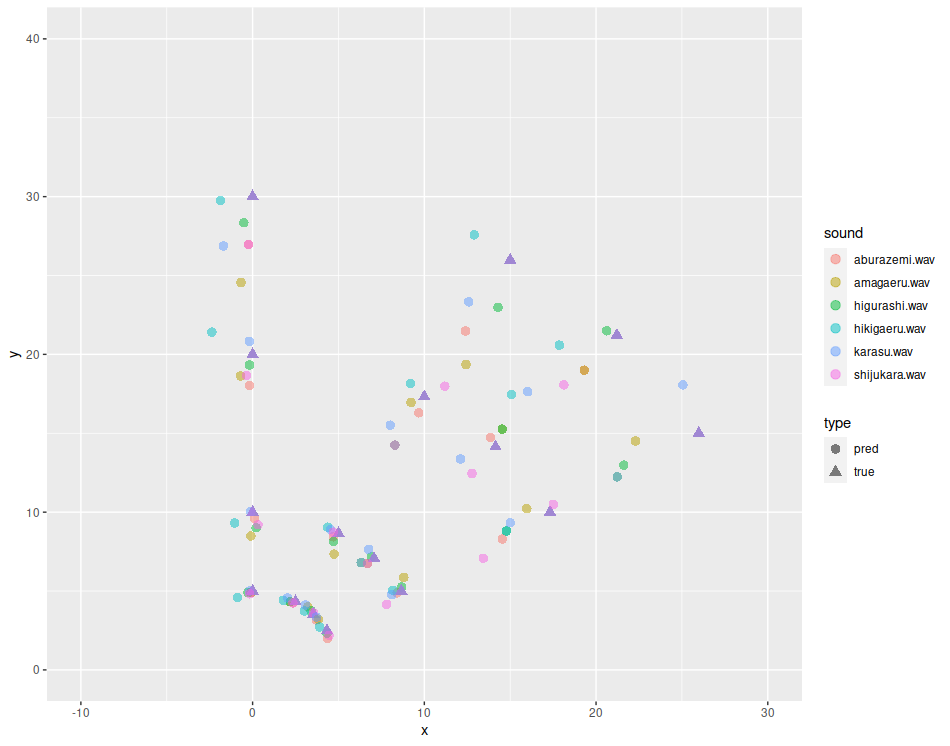 40
30
20
10
0
y
-10
0
10
20
30
x
sound
aburazemi.wav
amagaeru.wav
higurashi.wav
hikigaeru.wav
karasu.wav
shijukara.wav
type
pred
true